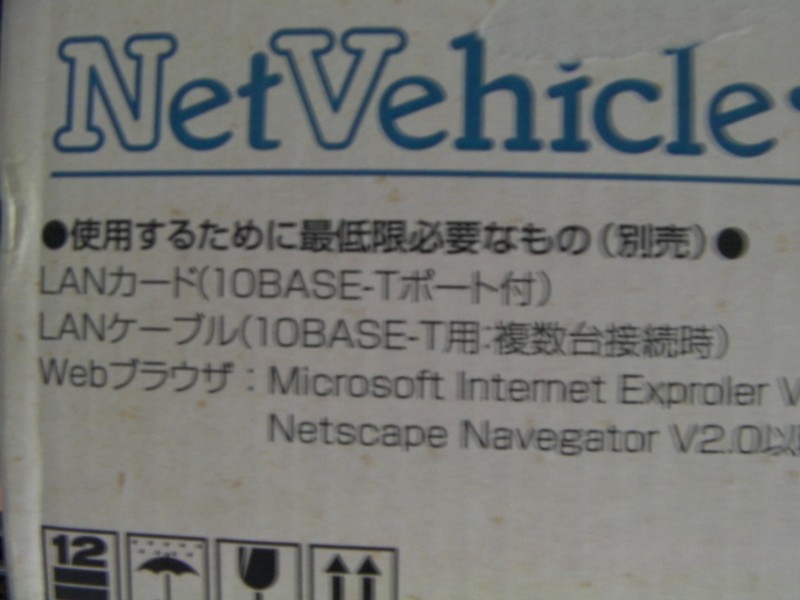 NetVehicle
●使用するために最低限必要なもの(別売)●
LANカード(10BASE-Tポート付)
LANケーブル(10BASE-T用:複数台接続時)
Webブラウザ:Microsoft Internet Exproler V
Netscape Navegator V2.0以
12